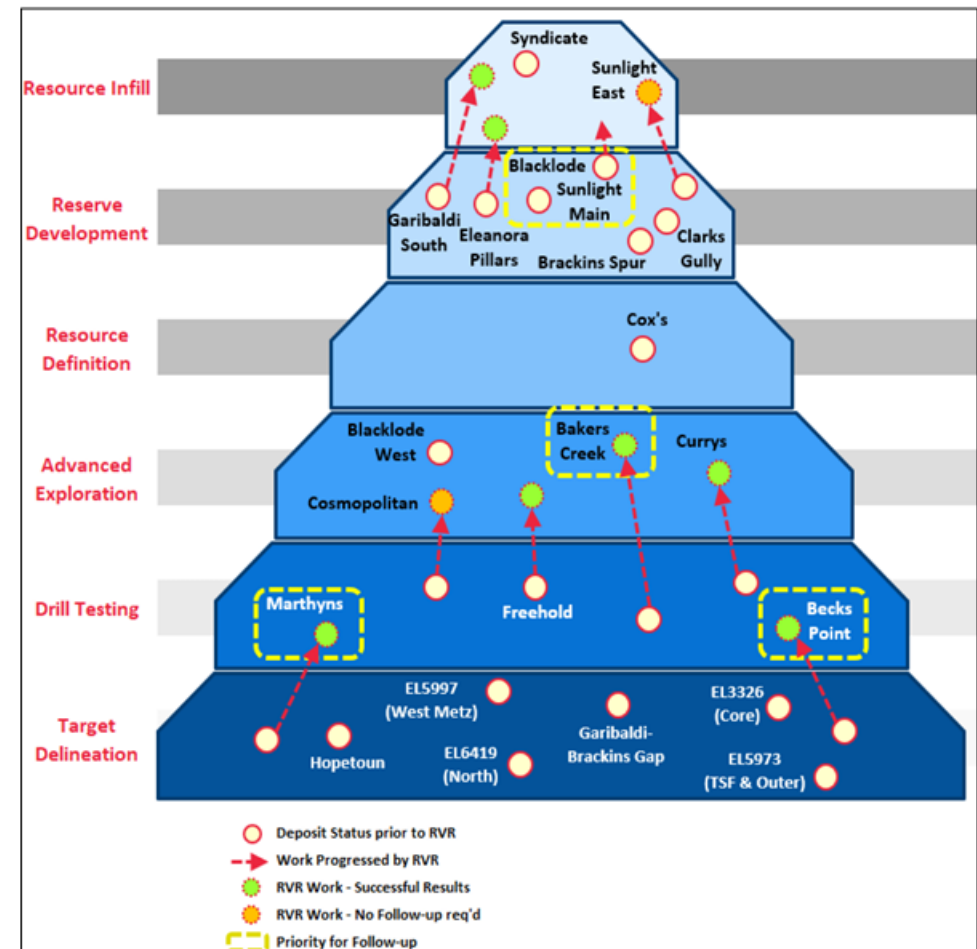 Syndicate
Resource Infill
Sunlight
East
Blacklode
Sunlight
Main
Reserve
Development
Garibaldi
South
Eleanora
Pillars
Brackins Spur
Clarks
Gully
Cox's
Resource
Definition
Blacklode
West
Bakers
Creek
Currys
Advanced
Exploration
Cosmopolitan
Marthyns
Drill Testing
Freehold
Becks
Point
EL5997
(West Metz)
EL3326
(Core)
Target
Delineation
Hopetoun
Garibaldi-
Brackins Gap
EL6419
(North)
EL5973
(TSF & Outer)
Deposit Status prior to RVR
Work Progressed by RVR
RVR Work - Successful Results
RVR Work - No Follow-up req'd
Priority for Follow-up